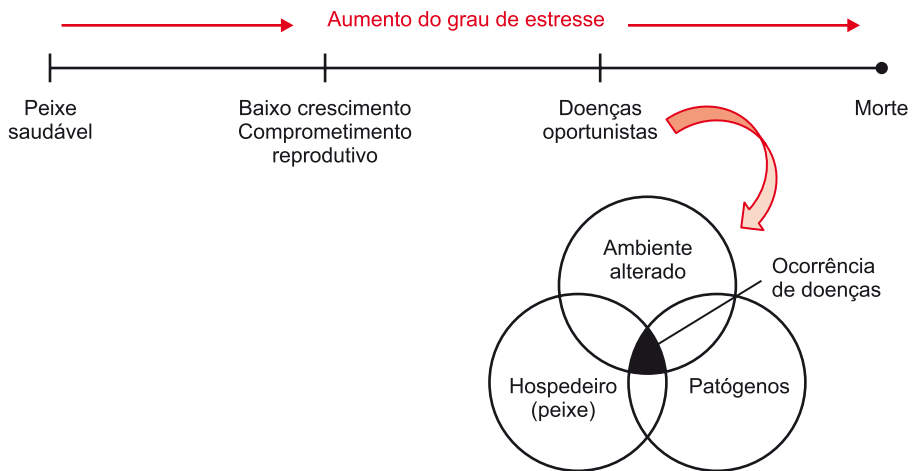 Aumento do grau de estresse
Peixe
saudável
Baixo crescimento
Comprometimento
reprodutivo
Doenças
oportunistas
Morte
Ambiente
alterado
Ocorrência
de doenças
Hospedeiro
(peixe)
Patógenos